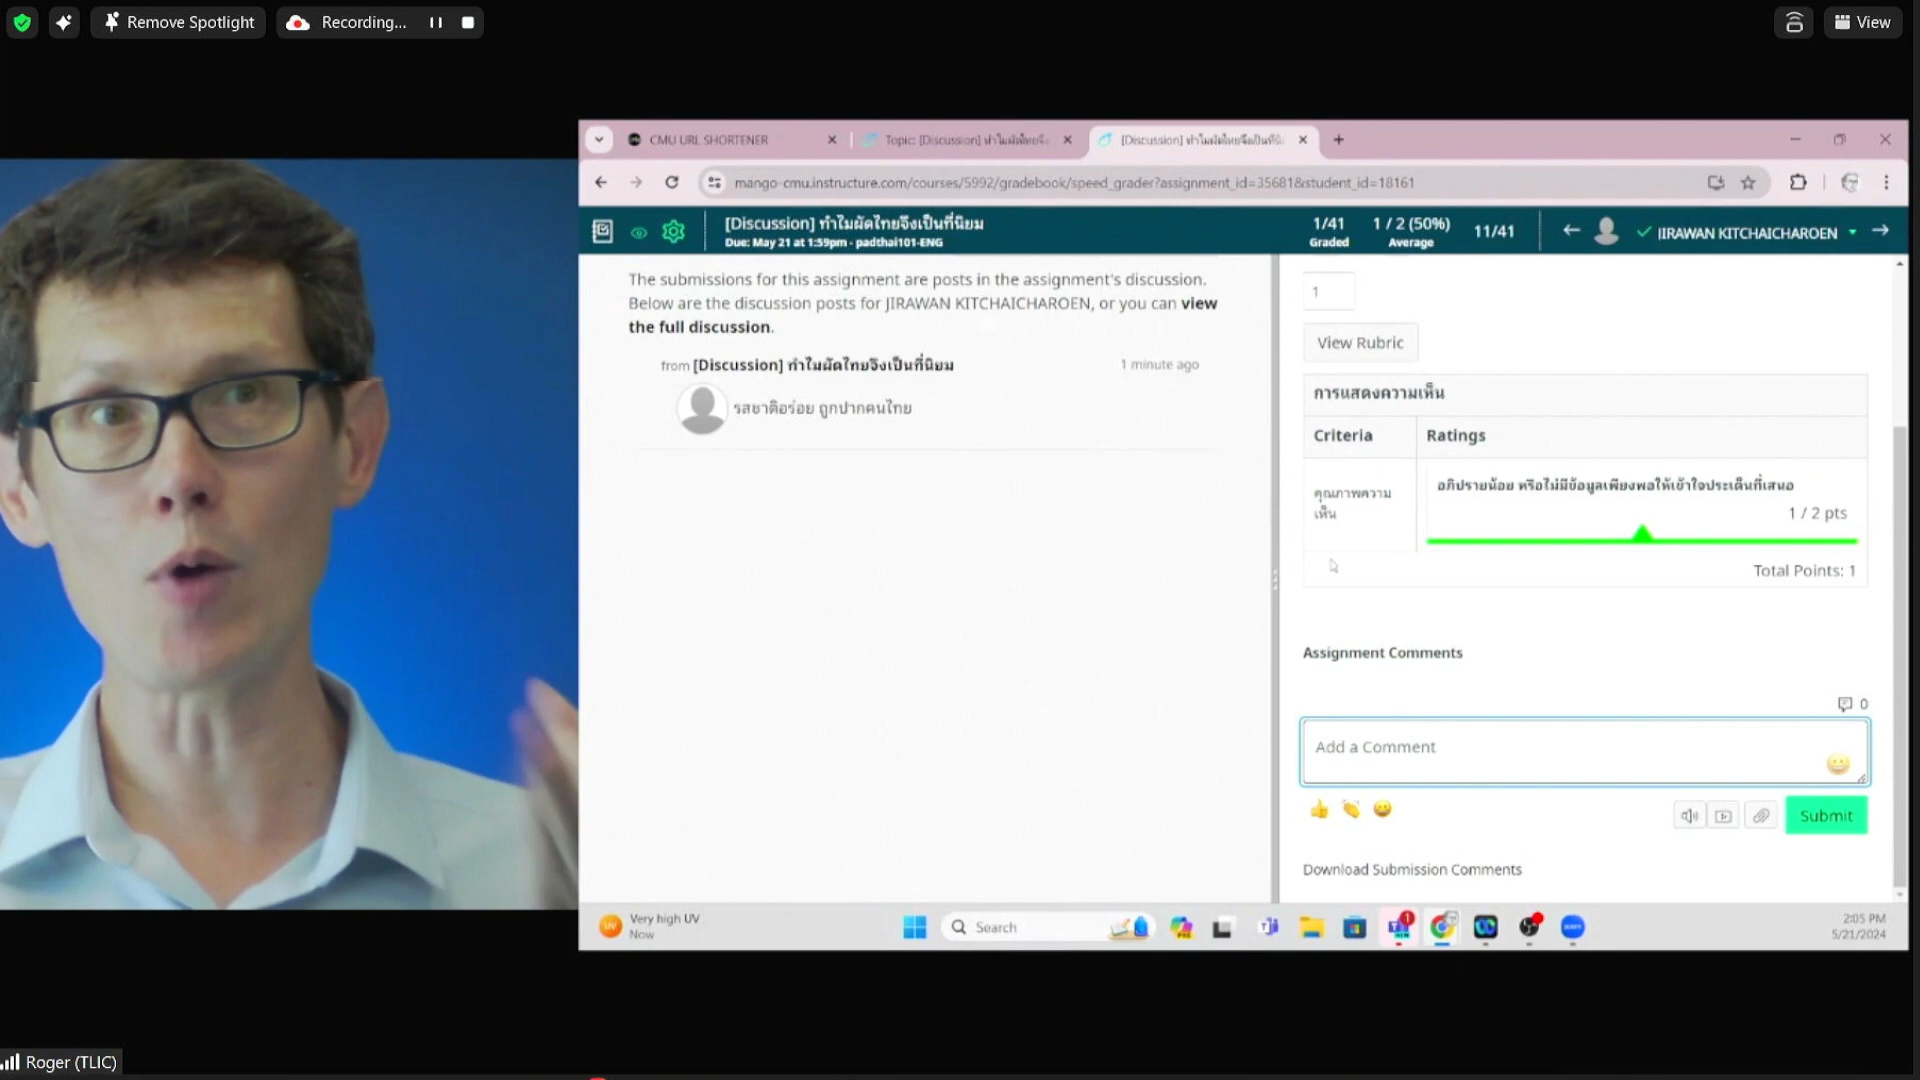 Remove Spotlight
Recording...
View
CMU URL SHORTENER
Topic: [Discussion] ทำไมผัดไทยจึง
[Discussion] ทำไมผัดไทยจึงเป็นที่นิ
mango-cmu.instructure.com/courses/5992/gradebook/speed_grader?assignment_id=35681&student_id=18161
[Discussion] ทำไมผัดไทยจึงเป็นที่นิยม
Due: May 21 at 1:59pm - padthai101-ENG
1/41
Graded
1 / 2 (50%)
Average
11/41
JIRAWAN KITCHAICHAROEN
The submissions for this assignment are posts in the assignment's discussion.
Below are the discussion posts for JIRAWAN KITCHAICHAROEN, or you can view
the full discussion.
from [Discussion] ทำไมผัดไทยจึงเป็นที่นิยม
1 minute ago
รสชาติอร่อย ถูกปากคนไทย
1
View Rubric
การแสดงความเห็น
Criteria
Ratings
คุณภาพความ
เห็น
อภิปรายน้อย หรือไม่มีข้อมูลเพียงพอให้เข้าใจประเด็นที่เสนอ
1 / 2 pts
Total Points: 1
Assignment Comments
0
Add a Comment
Submit
Download Submission Comments
Very high UV
Now
Search
2:05 PM
5/21/2024
Roger (TLIC)